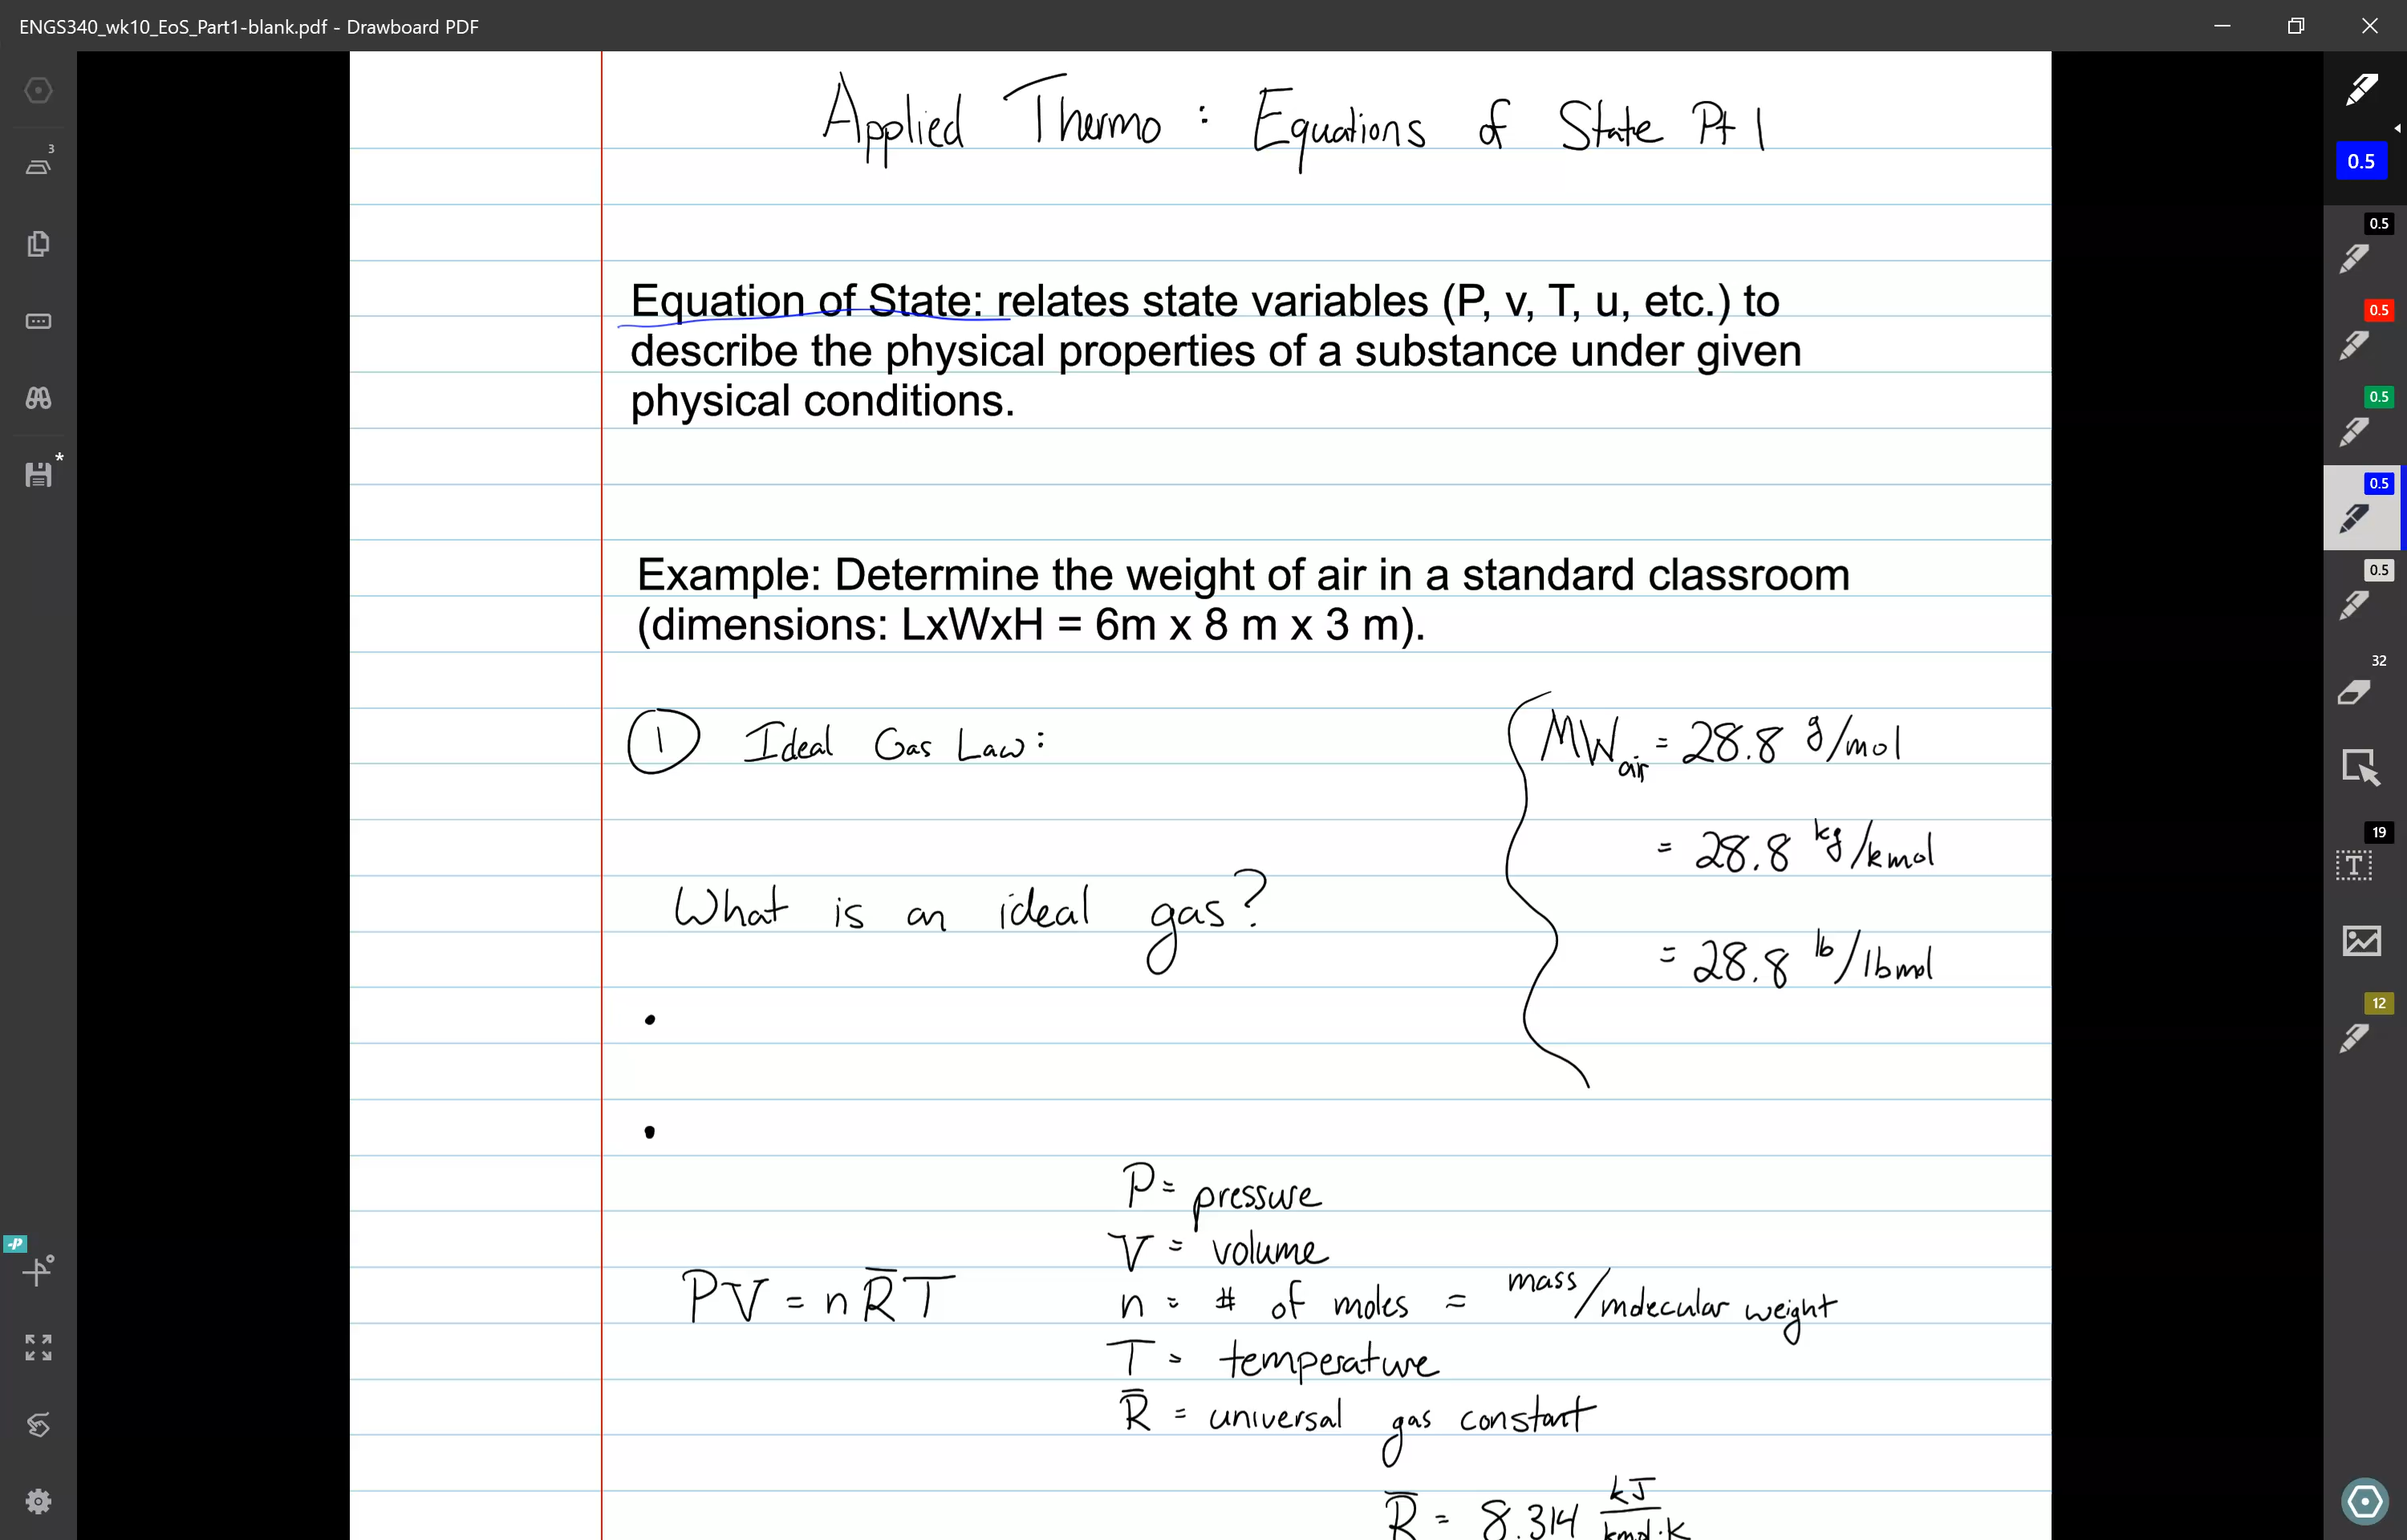 ENGS340_wk10_EoS_Part1-blank.pdf - Drawboard PDF
Applied Thermo : Equations of State Pt 1
3
0.5
0.5
0.5
0.5
0.5
0.5
32
19
12
Equation of State: relates state variables (P, v, T, u, etc.) to
describe the physical properties of a substance under given
physical conditions.
Example: Determine the weight of air in a standard classroom
(dimensions: LxWxH = 6m x 8 m x 3 m).
① Ideal Gas Law:
MW air = 28.8 g/mol
= 28.8 kg/kmol
= 28.8 lb/lbmol
What is an ideal gas?
•
•
P = pressure
V = volume
PV = nR̅T
n = # of moles = mass/molecular weight
T = temperature
R̅ = universal gas constant
R̅ = 8.314 kJ/kmol·K